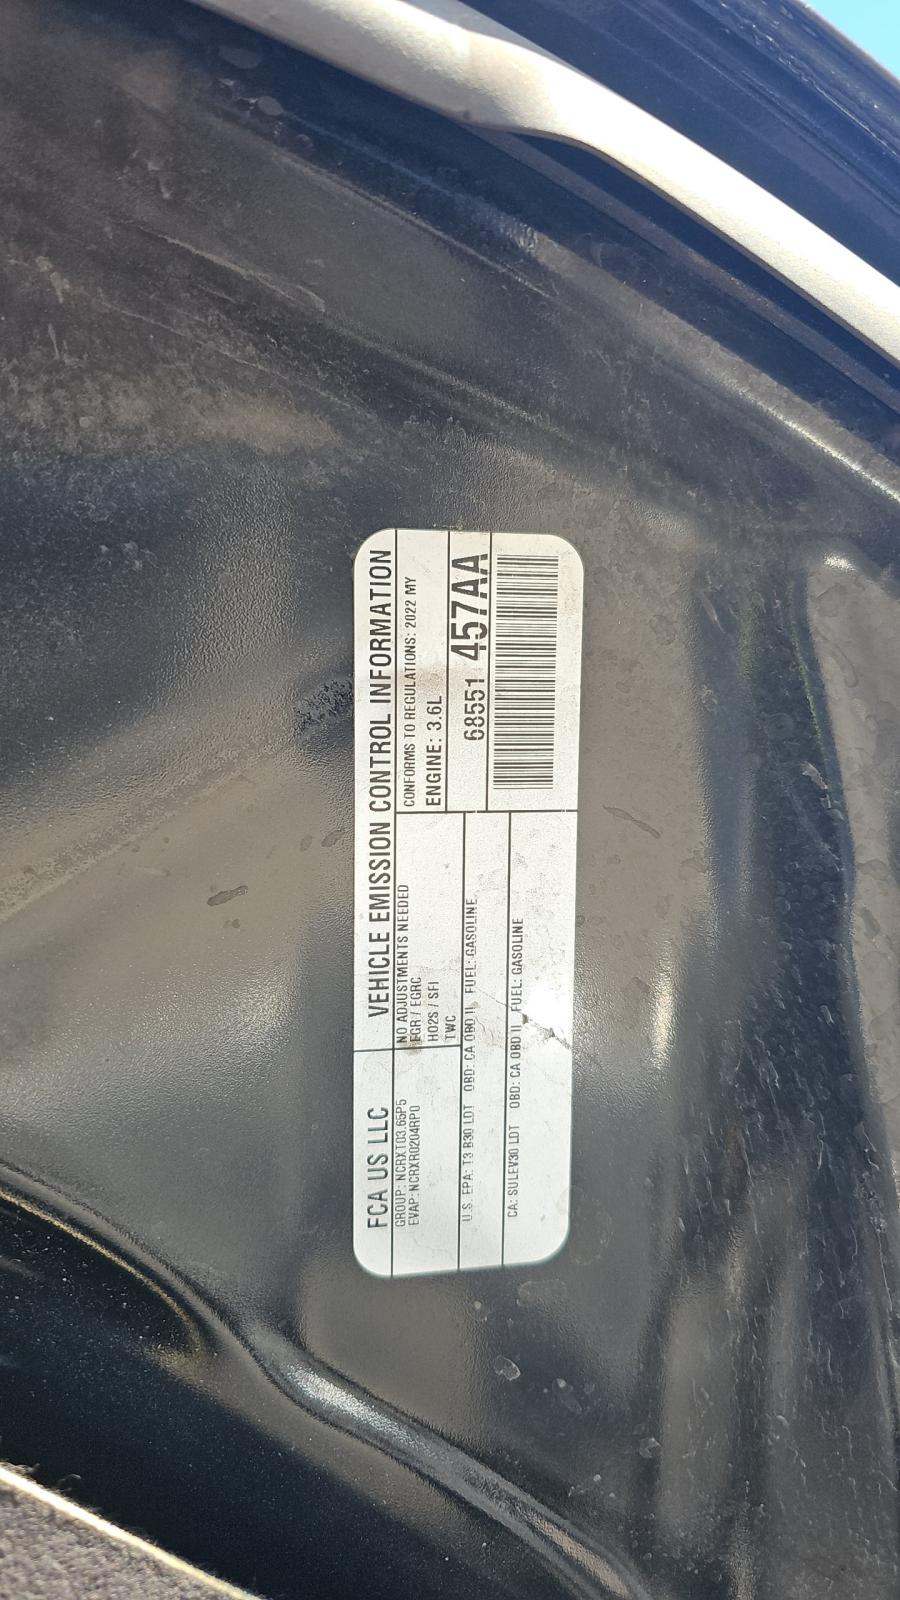 FCA US LLC
VEHICLE EMISSION CONTROL INFORMATION
GROUP: NCRXT03.65P5
EVAP: NCRXR0204RP0
NO ADJUSTMENTS NEEDED
EGR / EGRC
HO2S / SFI
TWC
CONFORMS TO REGULATIONS: 2022 MY
ENGINE: 3.6L
68551 457AA
U.S. EPA: T3 B30 LDT OBD: CA OBD II FUEL: GASOLINE
CA: SULEV30 LDT OBD: CA OBD II FUEL: GASOLINE